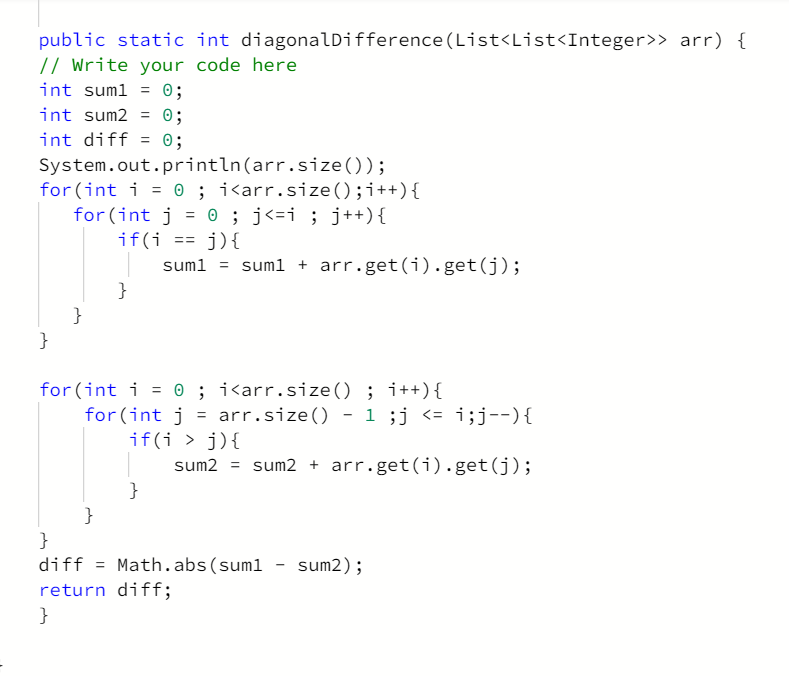 public static int diagonalDifference(List<List<Integer>> arr) {
// Write your code here
int sum1 = 0;
int sum2 = 0;
int diff = 0;
System.out.println(arr.size());
for(int i = 0 ; i<arr.size();i++){
for(int j = 0 ; j<=i ; j++){
if(i == j){
sum1 = sum1 + arr.get(i).get(j);
}
}
}
for(int i = 0 ; i<arr.size() ; i++){
for(int j = arr.size() - 1 ;j <= i;j--){
if(i > j){
sum2 = sum2 + arr.get(i).get(j);
}
}
}
diff = Math.abs(sum1 - sum2);
return diff;
}